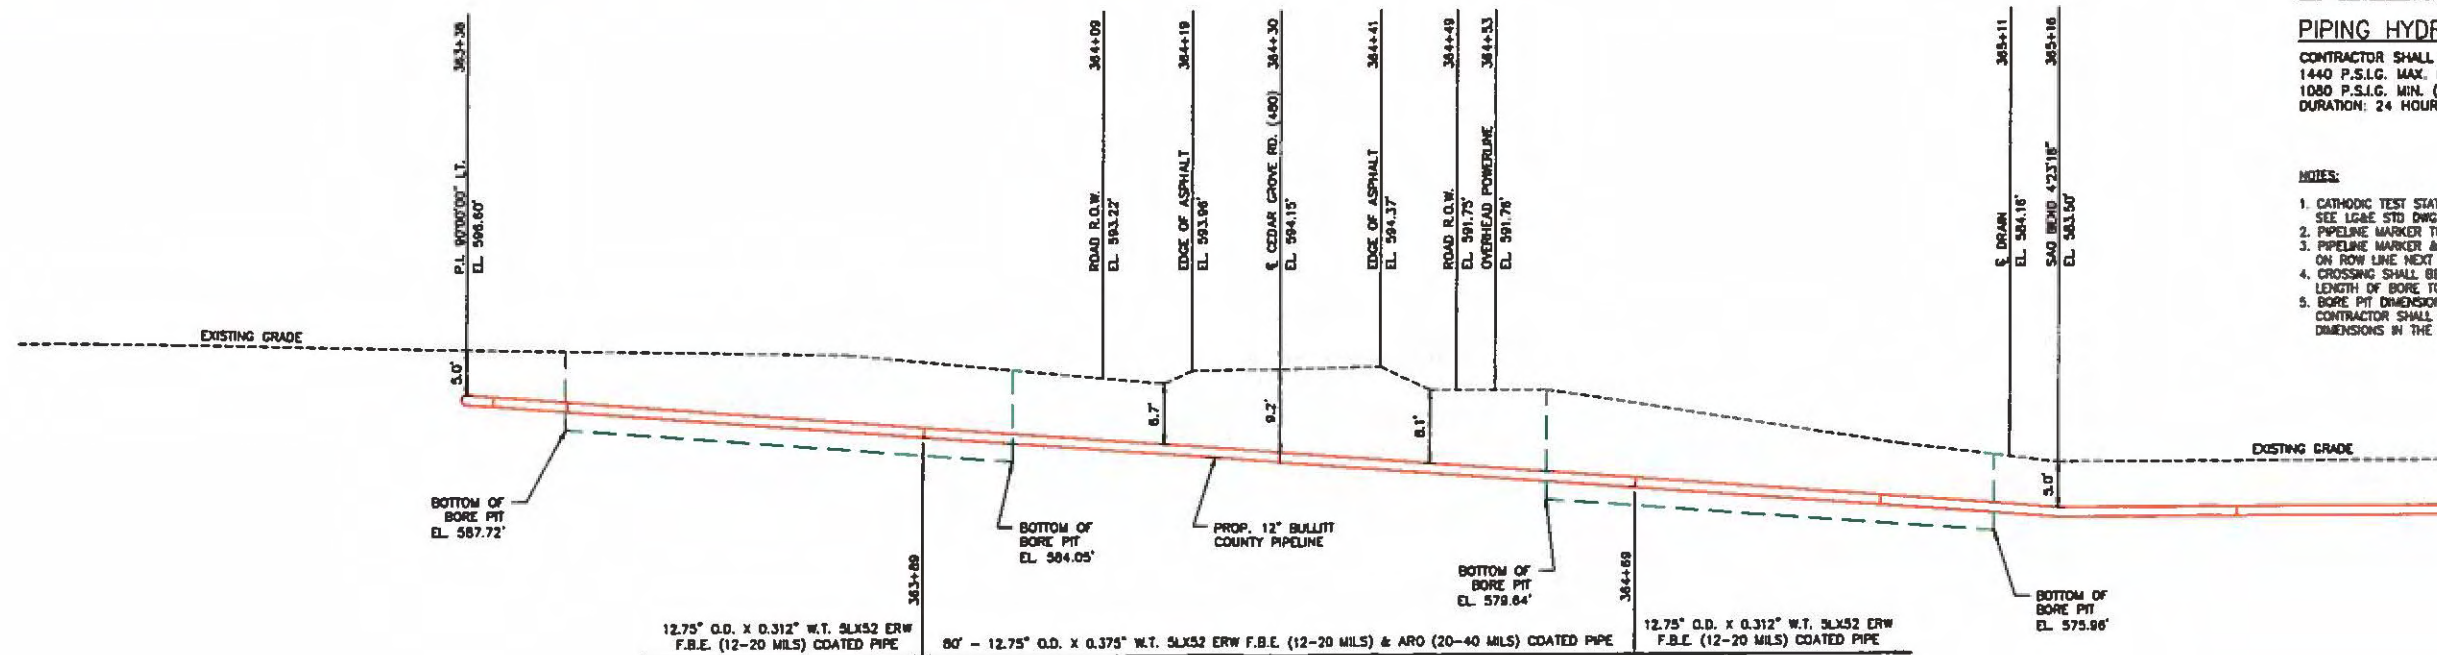 363+38
P.I. 90°00'00" LT.
EL. 596.60'
364+09
ROAD R.O.W.
EL. 593.22'
364+19
EDGE OF ASPHALT
EL. 593.96'
364+30
℄ CEDAR GROVE RD. (480)
EL. 594.15'
364+41
EDGE OF ASPHALT
EL. 594.37'
364+49
ROAD R.O.W.
EL. 591.75'
364+53
OVERHEAD POWERLINE
EL. 591.76'
365+11
℄ DRAIN
EL. 584.16'
365+16
SAG BEND 4°23'16"
EL. 583.50'
PIPING HYDR
CONTRACTOR SHALL
1440 P.S.I.G. MAX.
1080 P.S.I.G. MIN. (
DURATION: 24 HOUR
NOTES:
1. CATHODIC TEST STAT
SEE LG&E STD DWG
2. PIPELINE MARKER T
3. PIPELINE MARKER &
ON ROW LINE NEXT
4. CROSSING SHALL BE
LENGTH OF BORE TO
5. BORE PIT DIMENSION
CONTRACTOR SHALL
DIMENSIONS IN THE
EXISTING GRADE
5.0'
6.7'
9.2'
8.1'
5.0'
EXISTING GRADE
BOTTOM OF
BORE PIT
EL. 587.72'
BOTTOM OF
BORE PIT
EL. 584.05'
PROP. 12" BULLITT
COUNTY PIPELINE
BOTTOM OF
BORE PIT
EL. 579.64'
BOTTOM OF
BORE PIT
EL. 575.96'
363+89
364+69
12.75" O.D. X 0.312" W.T. 5LX52 ERW
F.B.E. (12-20 MILS) COATED PIPE
80' - 12.75" O.D. X 0.375" W.T. 5LX52 ERW F.B.E. (12-20 MILS) & ARO (20-40 MILS) COATED PIPE
12.75" O.D. X 0.312" W.T. 5LX52 ERW
F.B.E. (12-20 MILS) COATED PIPE